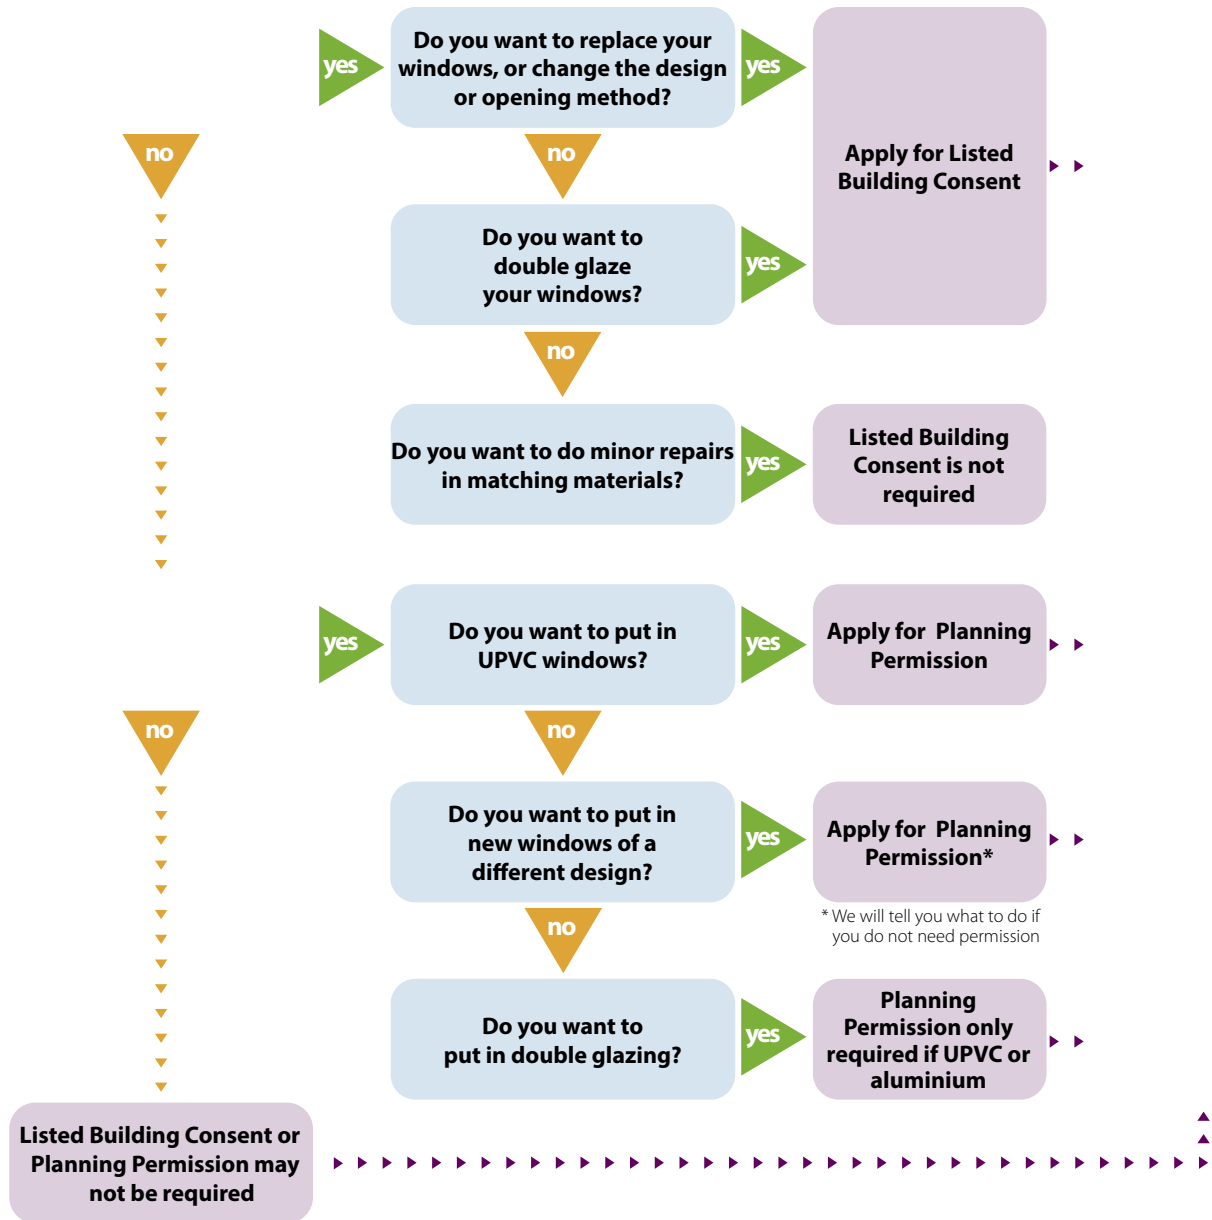 yes
Do you want to replace your
windows, or change the design
or opening method?
yes
Apply for Listed
Building Consent
no
no
Do you want to
double glaze
your windows?
yes
no
Do you want to do minor repairs
in matching materials?
yes
Listed Building
Consent is not
required
yes
Do you want to put in
UPVC windows?
yes
Apply for Planning
Permission
no
no
Do you want to put in
new windows of a
different design?
yes
Apply for Planning
Permission*
* We will tell you what to do if
you do not need permission
no
Do you want to
put in double glazing?
yes
Planning
Permission only
required if UPVC or
aluminium
Listed Building Consent or
Planning Permission may
not be required